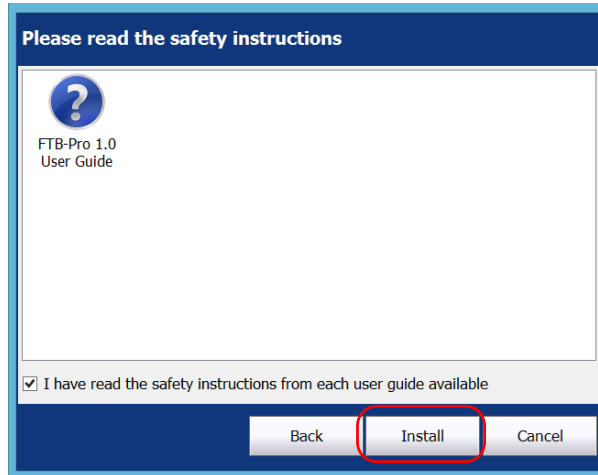 Please read the safety instructions
?
FTB-Pro 1.0
User Guide
I have read the safety instructions from each user guide available
Back Install Cancel